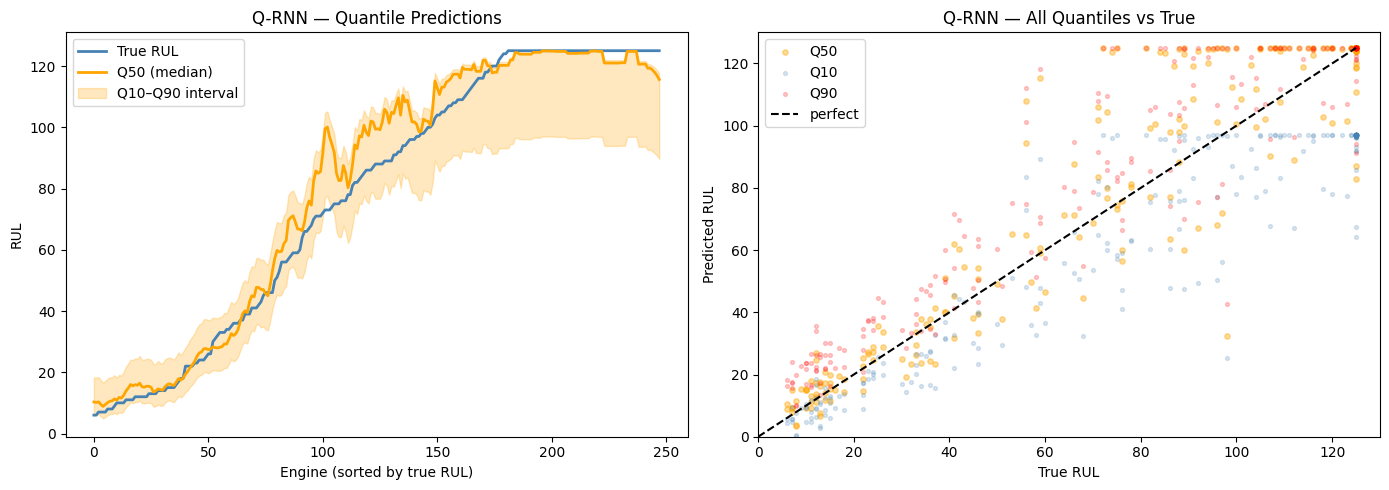 Q-RNN — Quantile Predictions
True RUL
Q50 (median)
Q10–Q90 interval
RUL
120
100
80
60
40
20
0
0
50
100
150
200
250
Engine (sorted by true RUL)
Q-RNN — All Quantiles vs True
Q50
Q10
Q90
perfect
Predicted RUL
120
100
80
60
40
20
0
0
20
40
60
80
100
120
True RUL